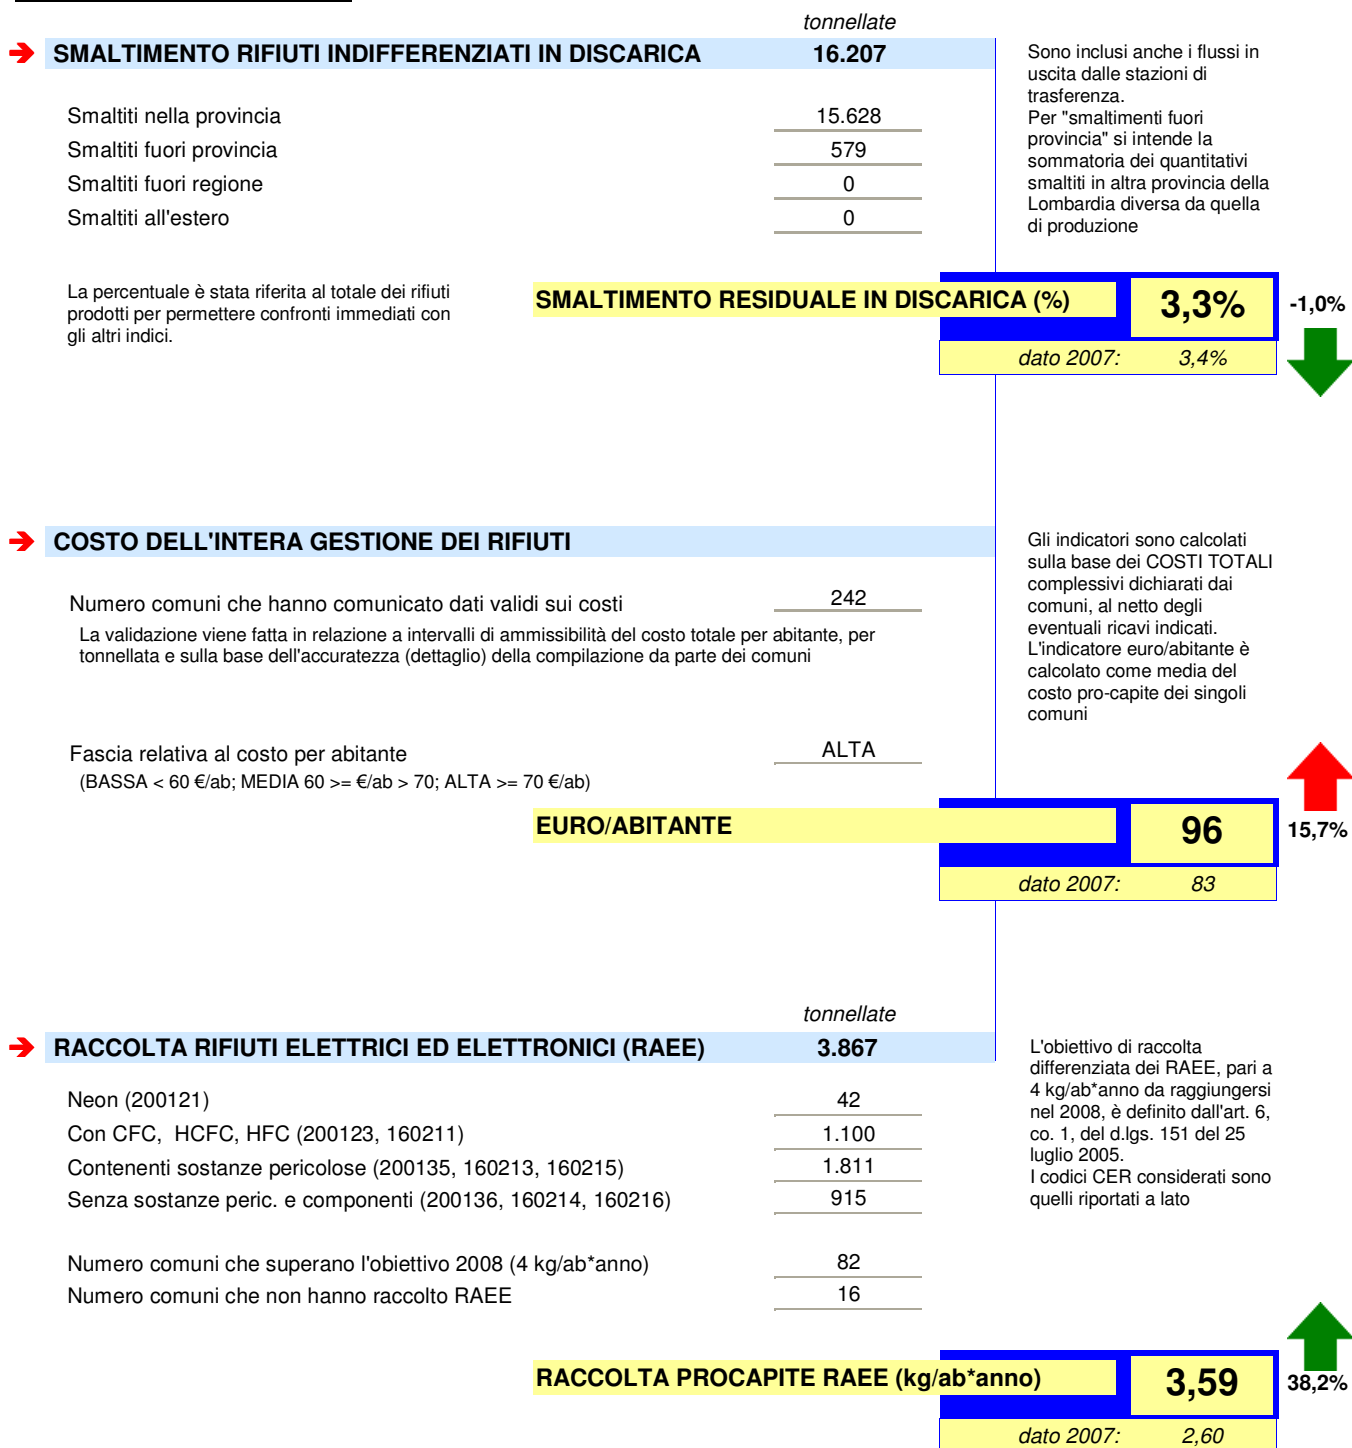 tonnellate
SMALTIMENTO RIFIUTI INDIFFERENZIATI IN DISCARICA 16.207
Smaltiti nella provincia 15.628
Smaltiti fuori provincia 579
Smaltiti fuori regione 0
Smaltiti all'estero 0
Sono inclusi anche i flussi in
uscita dalle stazioni di
trasferenza.
Per "smaltimenti fuori
provincia" si intende la
sommatoria dei quantitativi
smaltiti in altra provincia della
Lombardia diversa da quella
di produzione
La percentuale è stata riferita al totale dei rifiuti
prodotti per permettere confronti immediati con
gli altri indici.
SMALTIMENTO RESIDUALE IN DISCARICA (%) 3,3% -1,0%
dato 2007: 3,4%
COSTO DELL'INTERA GESTIONE DEI RIFIUTI
Numero comuni che hanno comunicato dati validi sui costi 242
La validazione viene fatta in relazione a intervalli di ammissibilità del costo totale per abitante, per
tonnellata e sulla base dell'accuratezza (dettaglio) della compilazione da parte dei comuni
Gli indicatori sono calcolati
sulla base dei COSTI TOTALI
complessivi dichiarati dai
comuni, al netto degli
eventuali ricavi indicati.
L'indicatore euro/abitante è
calcolato come media del
costo pro-capite dei singoli
comuni
Fascia relativa al costo per abitante ALTA
(BASSA < 60 €/ab; MEDIA 60 >= €/ab > 70; ALTA >= 70 €/ab)
EURO/ABITANTE 96 15,7%
dato 2007: 83
tonnellate
RACCOLTA RIFIUTI ELETTRICI ED ELETTRONICI (RAEE) 3.867
Neon (200121) 42
Con CFC, HCFC, HFC (200123, 160211) 1.100
Contenenti sostanze pericolose (200135, 160213, 160215) 1.811
Senza sostanze peric. e componenti (200136, 160214, 160216) 915
L'obiettivo di raccolta
differenziata dei RAEE, pari a
4 kg/ab*anno da raggiungersi
nel 2008, è definito dall'art. 6,
co. 1, del d.lgs. 151 del 25
luglio 2005.
I codici CER considerati sono
quelli riportati a lato
Numero comuni che superano l'obiettivo 2008 (4 kg/ab*anno) 82
Numero comuni che non hanno raccolto RAEE 16
RACCOLTA PROCAPITE RAEE (kg/ab*anno) 3,59 38,2%
dato 2007: 2,60